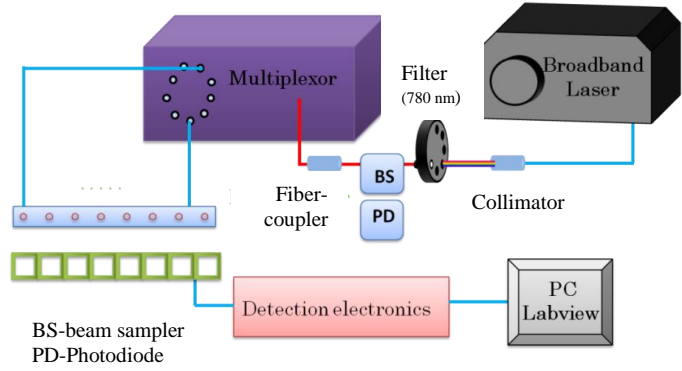 Multiplexor
Filter
(780 nm)
Broadband
Laser
.....
Fiber-
coupler
BS
PD
Collimator
Detection electronics
PC
Labview
BS-beam sampler
PD-Photodiode